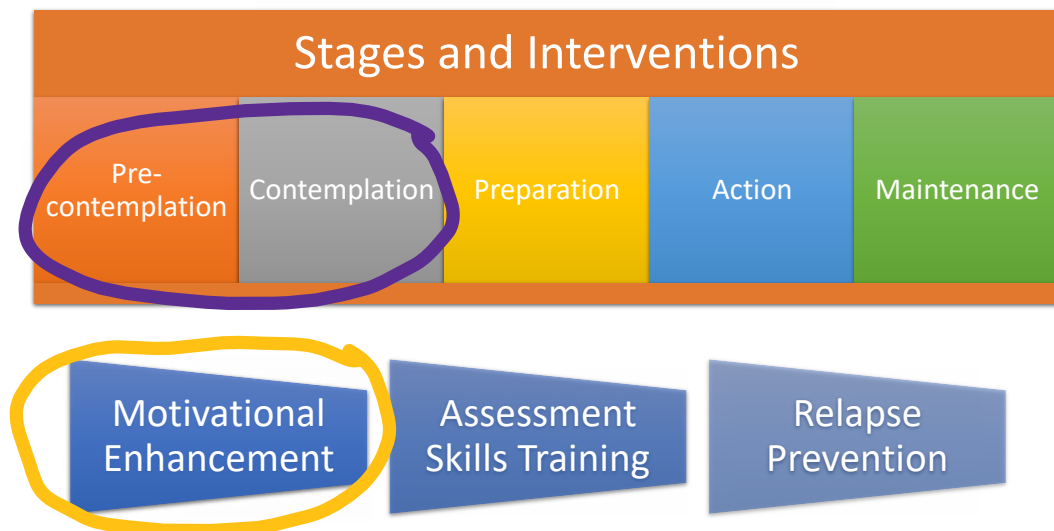 Stages and Interventions
Pre-
contemplation
Contemplation
Preparation
Action
Maintenance
Motivational
Enhancement
Assessment
Skills Training
Relapse
Prevention